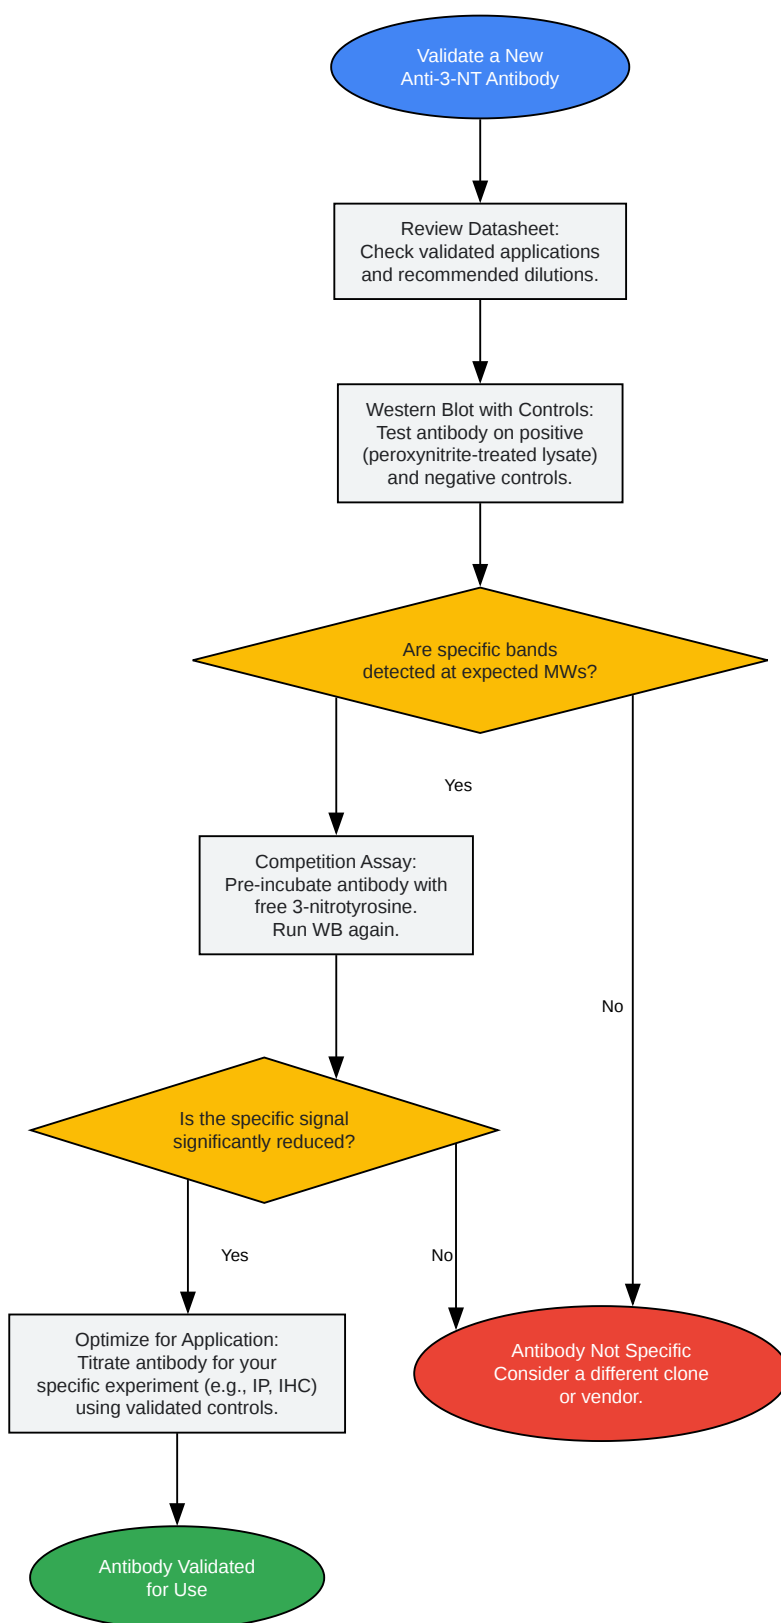 Validate a New
Anti-3-NT Antibody
Review Datasheet:
Check validated applications
and recommended dilutions.
Western Blot with Controls:
Test antibody on positive
(peroxynitrite-treated lysate)
and negative controls.
Are specific bands
detected at expected MWs?
Yes
Competition Assay:
Pre-incubate antibody with
free 3-nitrotyrosine.
Run WB again.
No
Is the specific signal
significantly reduced?
Yes
No
Optimize for Application:
Titrate antibody for your
specific experiment (e.g., IP, IHC)
using validated controls.
Antibody Not Specific
Consider a different clone
or vendor.
Antibody Validated
for Use